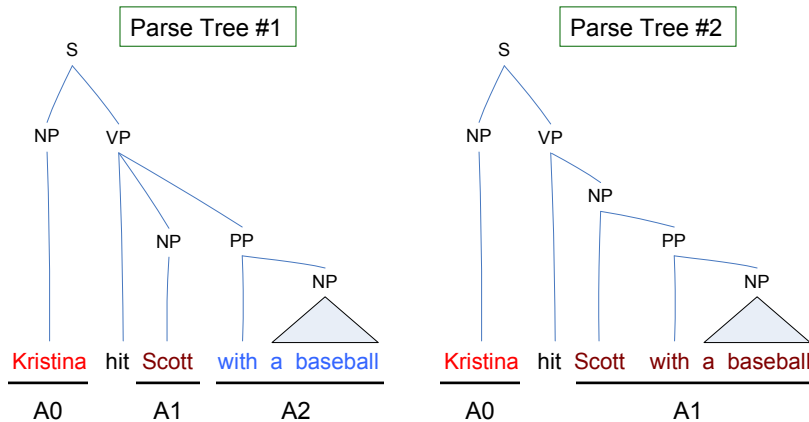 Parse Tree #1
S
NP VP
NP PP
NP
Kristina hit Scott with a baseball
A0 A1 A2
Parse Tree #2
S
NP VP
NP
PP
NP
Kristina hit Scott with a baseball
A0 A1